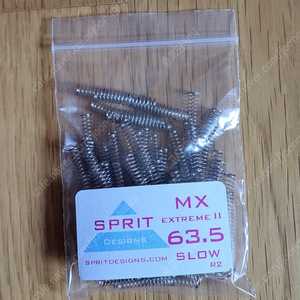 SPRIT
DESIGNS
SPRITDESIGNS.COM
MX
EXTREME II
63.5
SLOW
R2